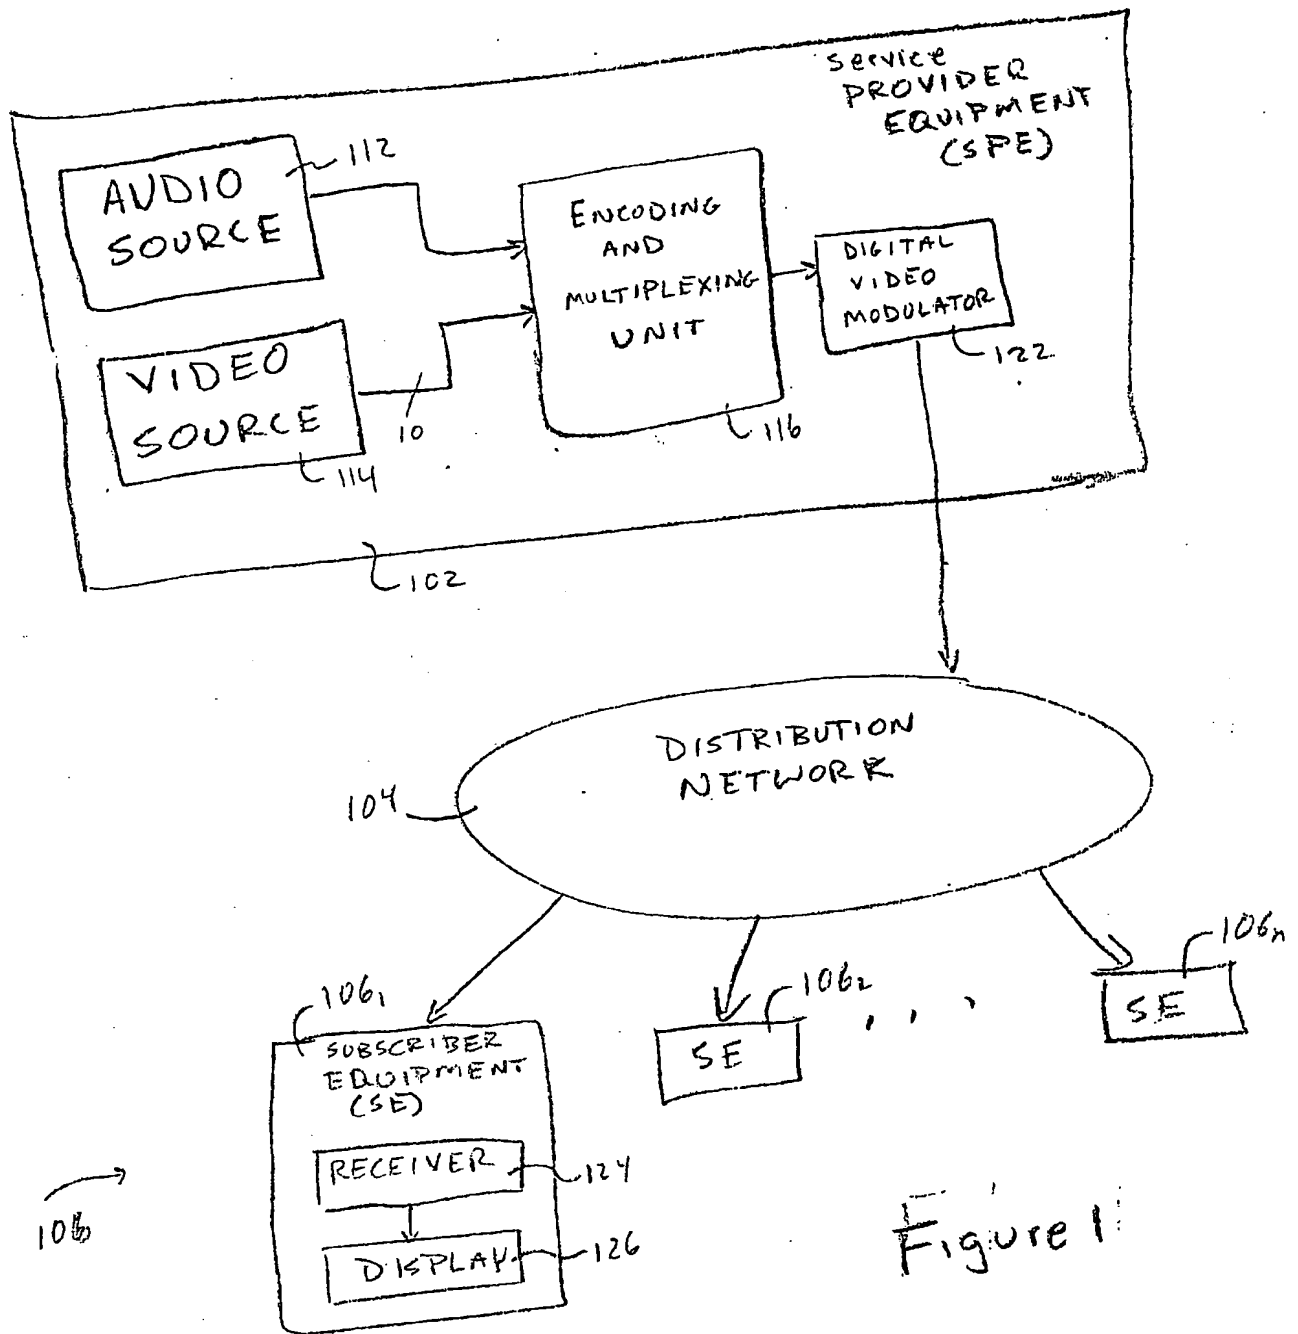 service
PROVIDER
EQUIPMENT
(SPE)
112
AUDIO
SOURCE
ENCODING
AND
MULTIPLEXING
UNIT
DIGITAL
VIDEO
MODULATOR
122
VIDEO
SOURCE
10
116
114
102
DISTRIBUTION
NETWORK
104
106₁
SUBSCRIBER
EQUIPMENT
(SE)
106₂
SE
. . .
106n
SE
RECEIVER
124
DISPLAY
126
106
Figure 1